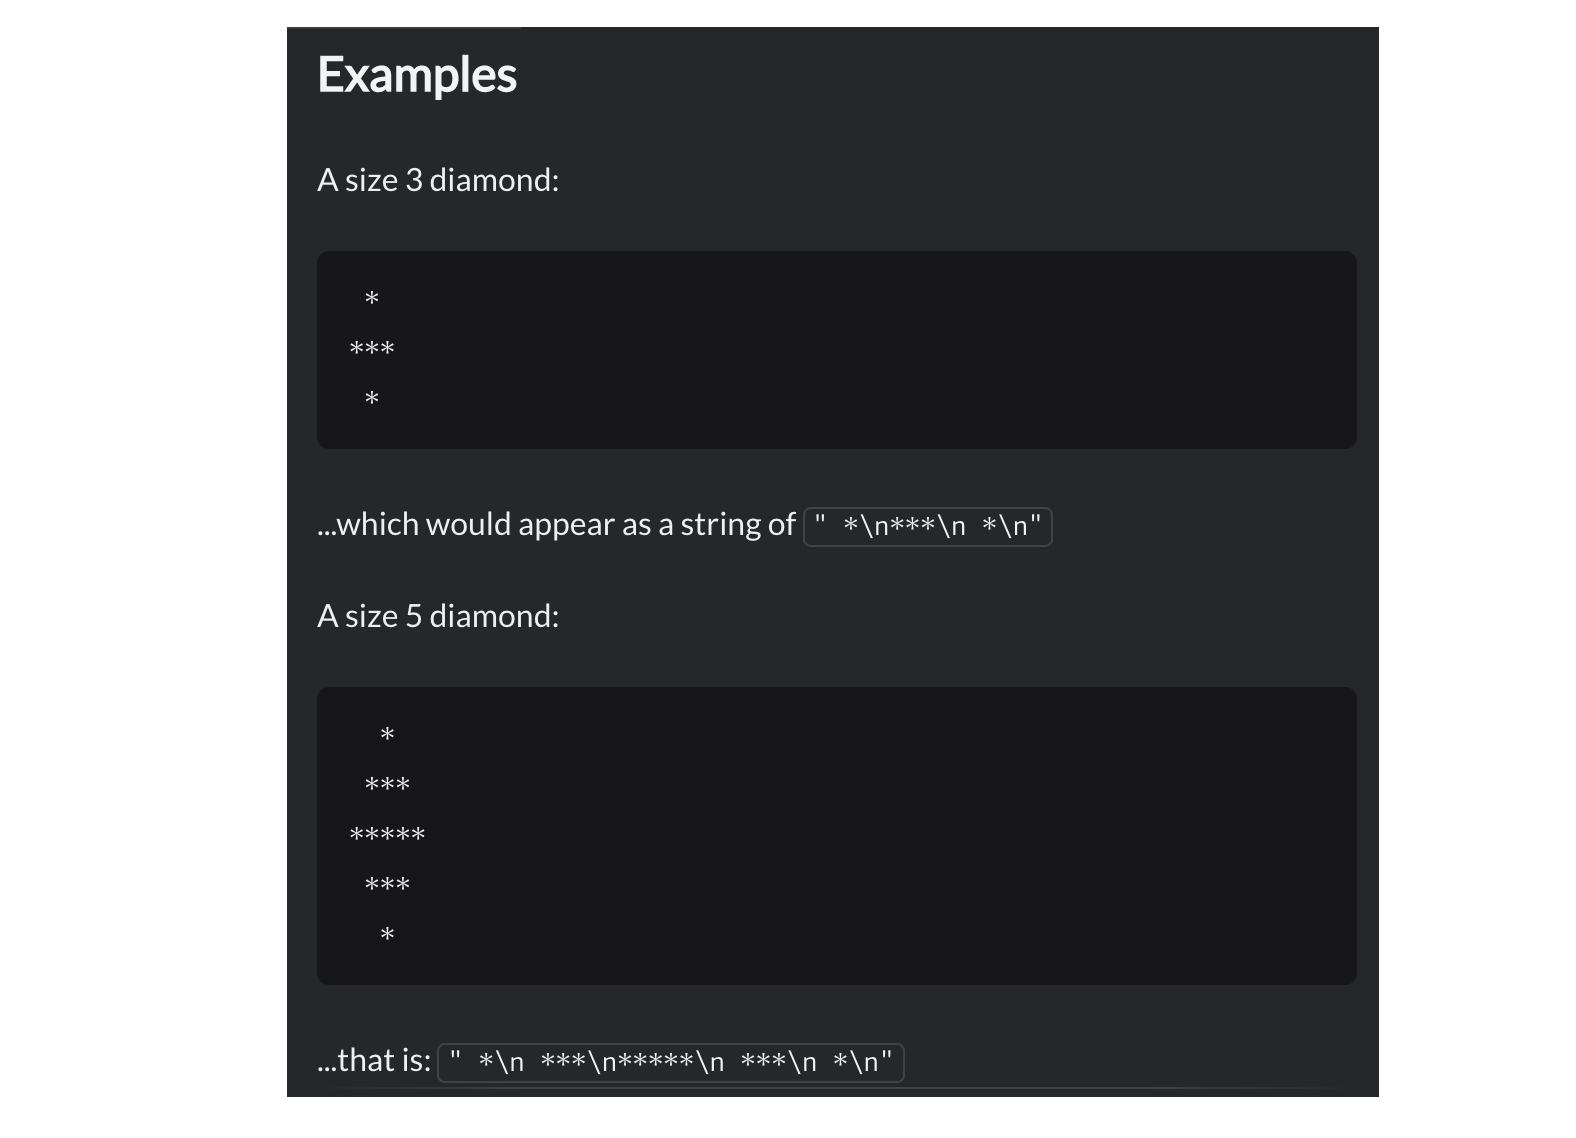 Examples
A size 3 diamond:
 *
***
 *
...which would appear as a string of " *\n***\n *\n"
A size 5 diamond:
  *
 ***
*****
 ***
  *
...that is: " *\n ***\n*****\n ***\n *\n"